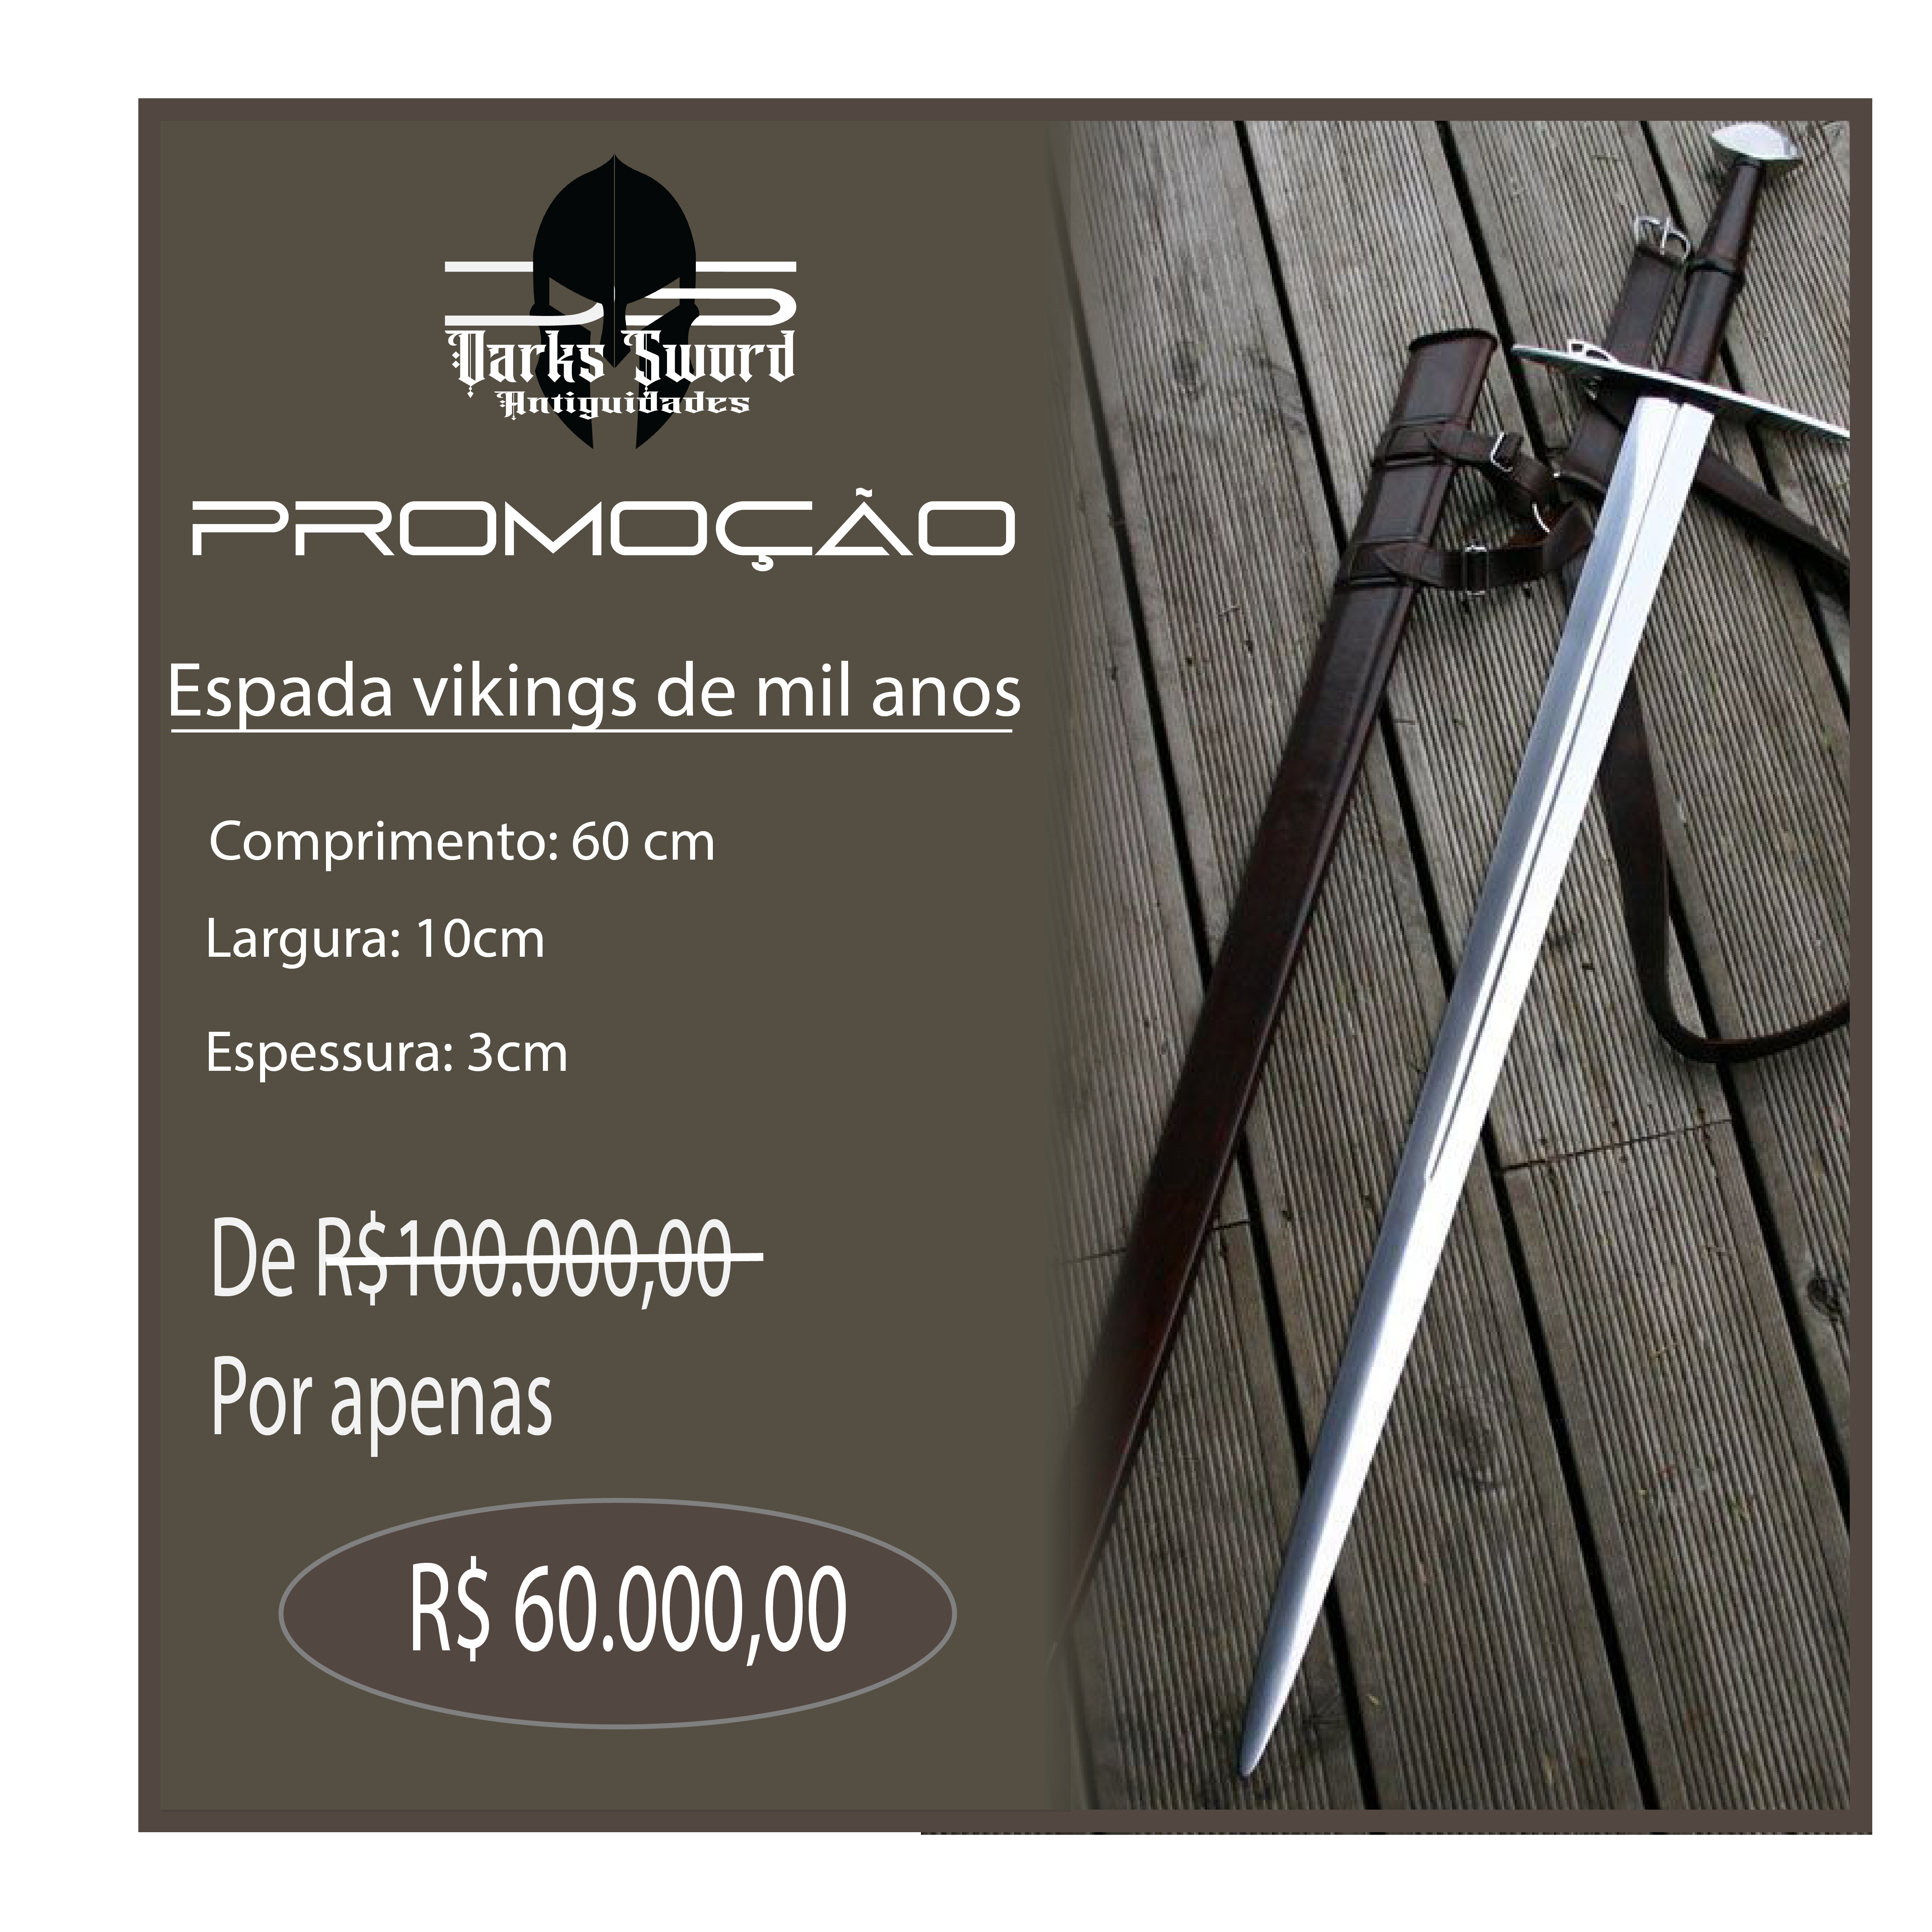 DS
Darks Sword
Antiguidades
PROMOÇÃO
Espada vikings de mil anos
Comprimento: 60 cm
Largura: 10cm
Espessura: 3cm
De R$100.000,00
Por apenas
R$ 60.000,00